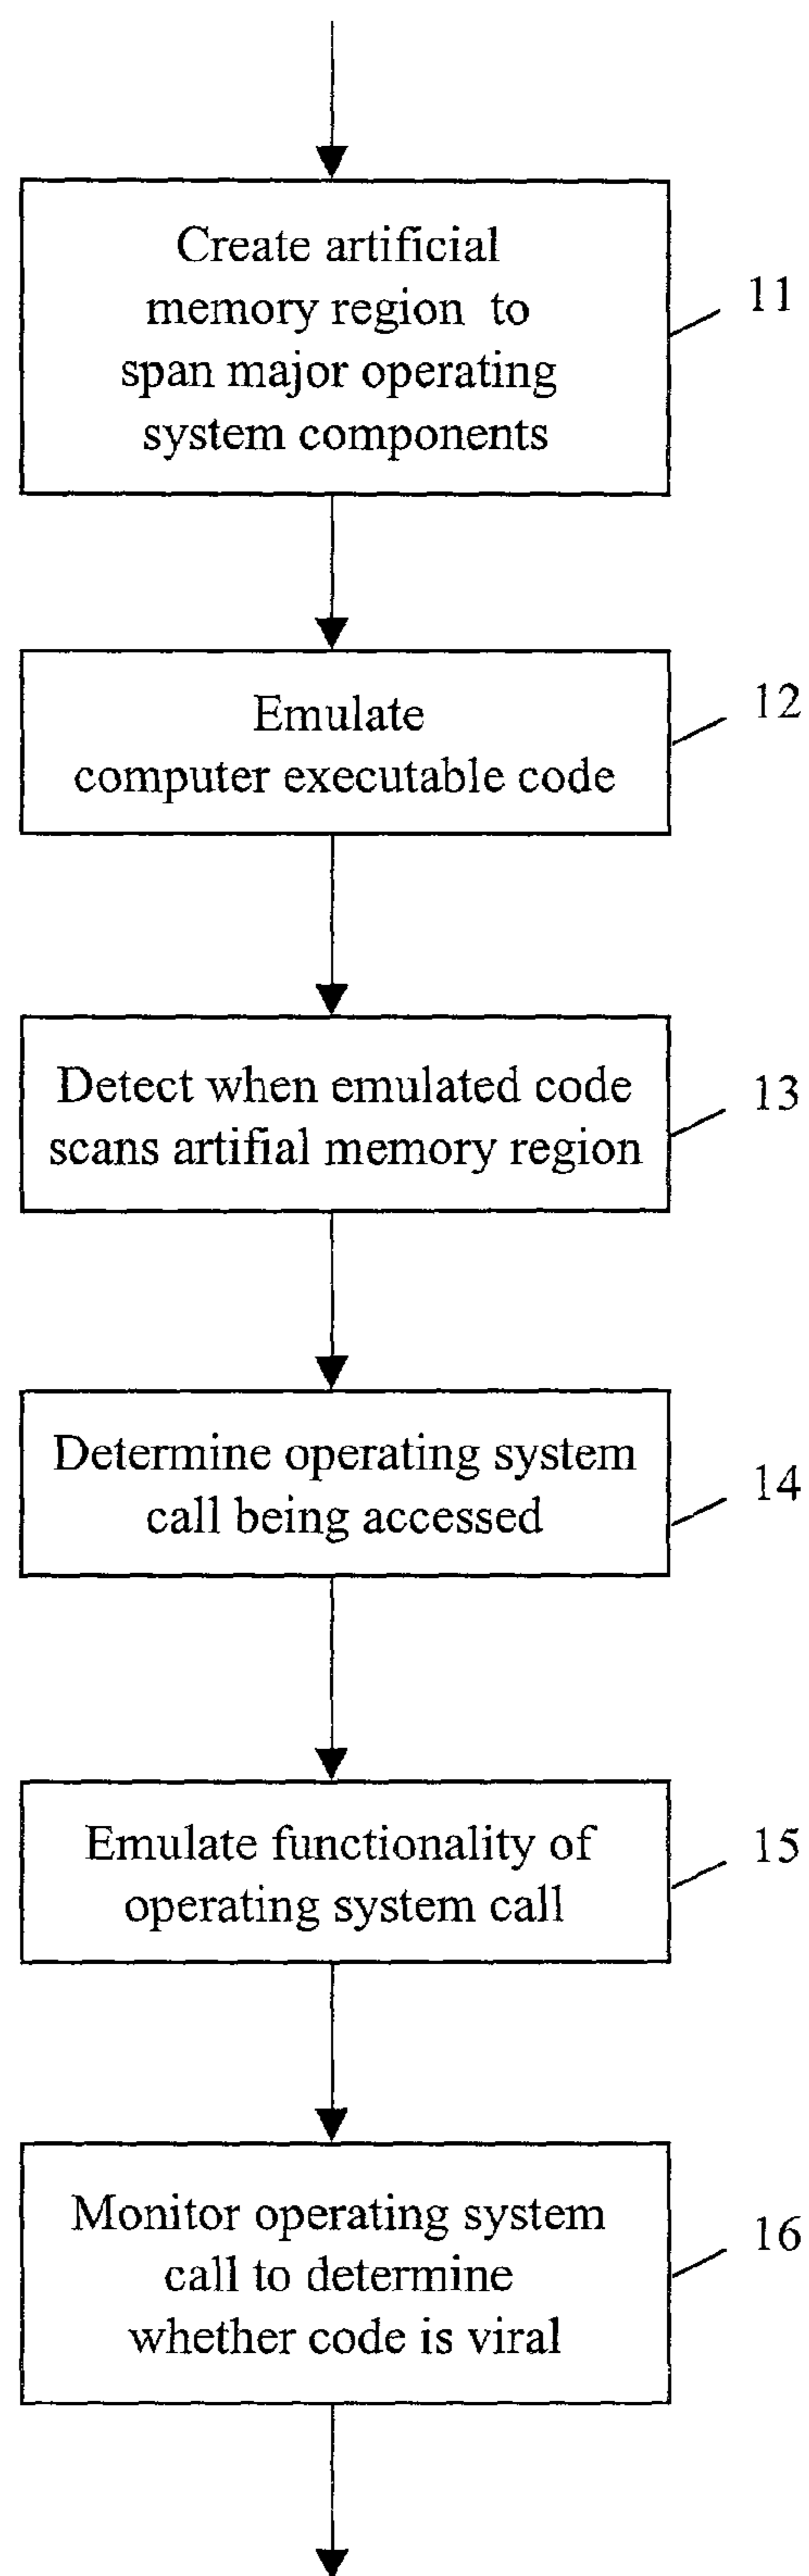 Create artificial
memory region to
span major operating
system components
11
Emulate
computer executable code
12
Detect when emulated code
scans artifial memory region
13
Determine operating system
call being accessed
14
Emulate functionality of
operating system call
15
Monitor operating system
call to determine
whether code is viral
16